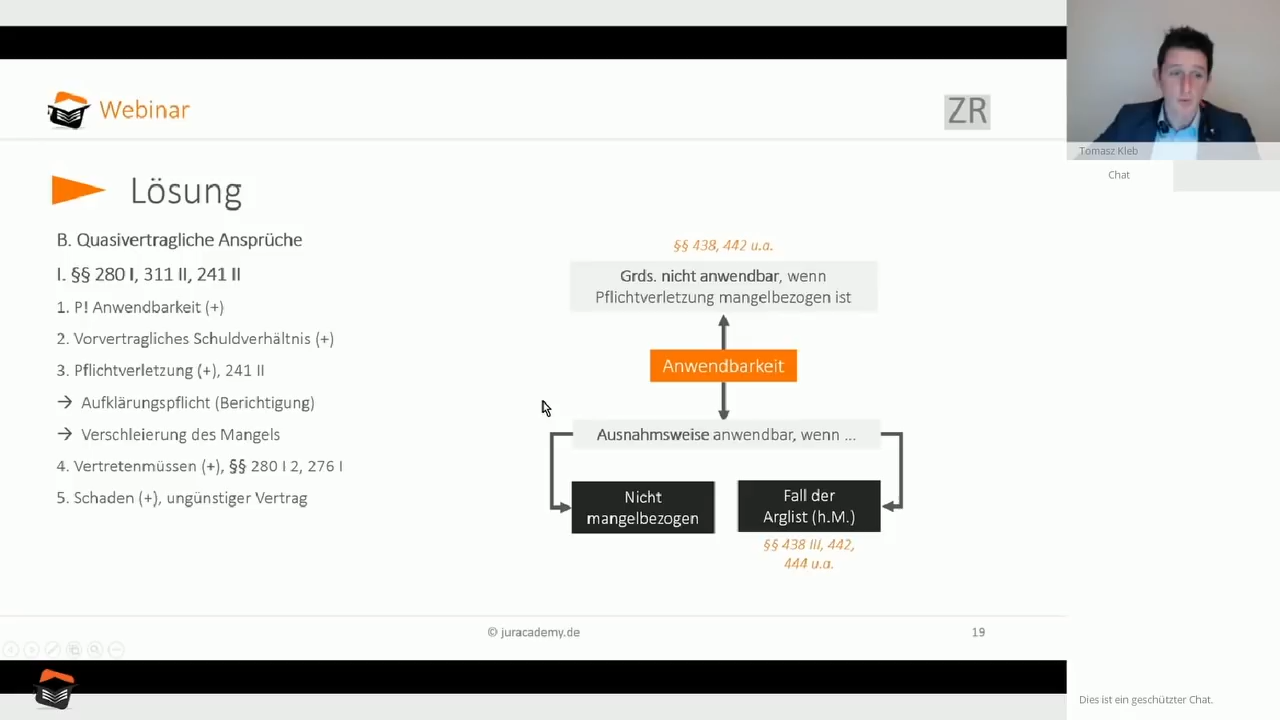 Webinar
ZR
Lösung
B. Quasivertragliche Ansprüche
I. §§ 280 I, 311 II, 241 II
1. P! Anwendbarkeit (+)
2. Vorvertragliches Schuldverhältnis (+)
3. Pflichtverletzung (+), 241 II
→ Aufklärungspflicht (Berichtigung)
→ Verschleierung des Mangels
4. Vertretenmüssen (+), §§ 280 I 2, 276 I
5. Schaden (+), ungünstiger Vertrag
§§ 438, 442 u.a.
Grds. nicht anwendbar, wenn
Pflichtverletzung mangelbezogen ist
Anwendbarkeit
Ausnahmsweise anwendbar, wenn ...
Nicht
mangelbezogen
Fall der
Arglist (h.M.)
§§ 438 III, 442,
444 u.a.
© juracademy.de
19
Tomasz Kleb
Chat
Dies ist ein geschützter Chat.